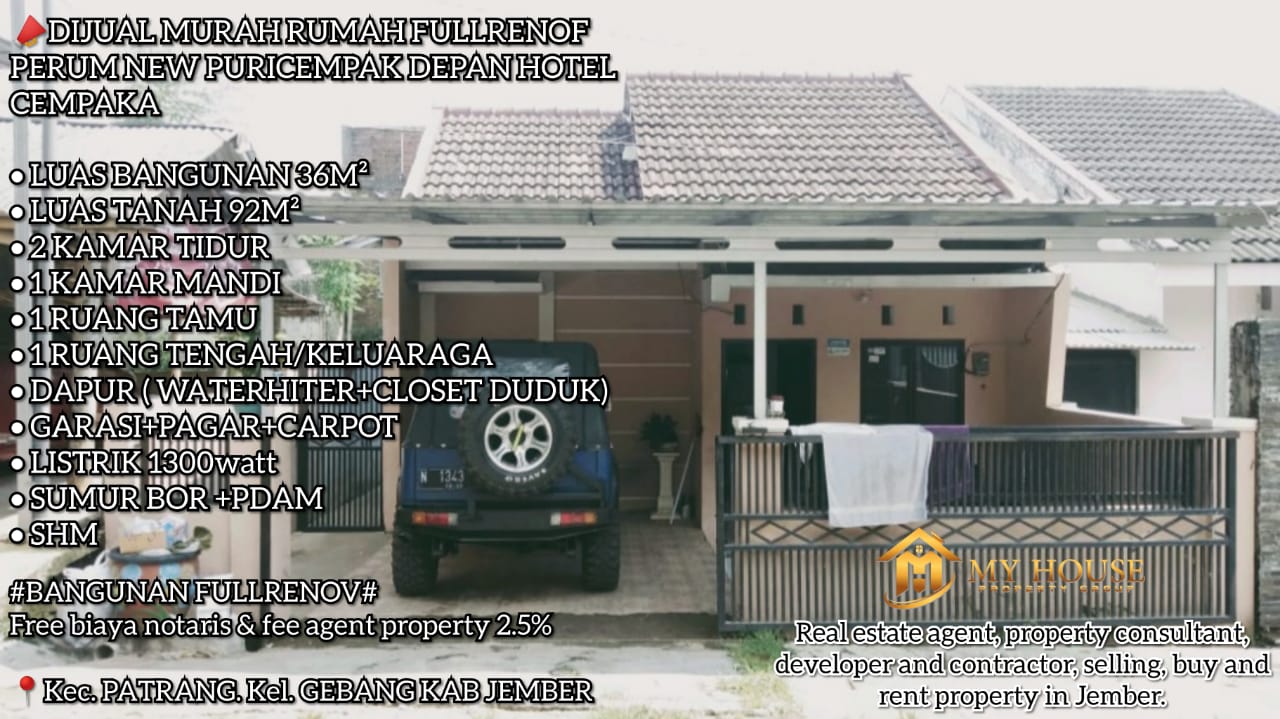 📣DIJUAL MURAH RUMAH FULLRENOF
PERUM NEW PURICEMPAK DEPAN HOTEL
CEMPAKA
• LUAS BANGUNAN 36M²
• LUAS TANAH 92M²
• 2 KAMAR TIDUR
• 1 KAMAR MANDI
• 1 RUANG TAMU
• 1 RUANG TENGAH/KELUARAGA
• DAPUR ( WATERHITER+CLOSET DUDUK)
• GARASI+PAGAR+CARPOT
• LISTRIK 1300watt
• SUMUR BOR +PDAM
• SHM
#BANGUNAN FULLRENOV#
Free biaya notaris & fee agent property 2.5%
📍Kec. PATRANG. Kel. GEBANG KAB JEMBER
N 1343
MY HOUSE
PROPERTY GROUP
Real estate agent, property consultant,
developer and contractor, selling, buy and
rent property in Jember.